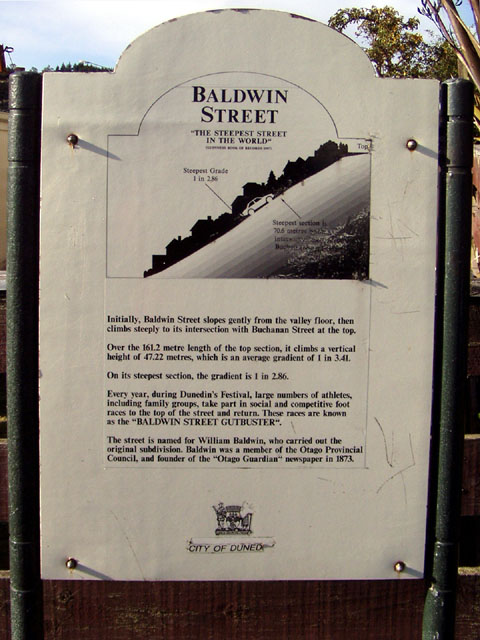 BALDWIN
STREET
"THE STEEPEST STREET
IN THE WORLD"
Top
Steepest Grade
1 in 2.86
Steepest section is
70.6 metres
Initially, Baldwin Street slopes gently from the valley floor, then
climbs steeply to its intersection with Buchanan Street at the top.
Over the 161.2 metre length of the top section, it climbs a vertical
height of 47.22 metres, which is an average gradient of 1 in 3.41.
On its steepest section, the gradient is 1 in 2.86.
Every year, during Dunedin's Festival, large numbers of athletes,
including family groups, take part in social and competitive foot
races to the top of the street and return. These races are known
as the "BALDWIN STREET GUTBUSTER".
The street is named for William Baldwin, who carried out the
original subdivision. Baldwin was a member of the Otago Provincial
Council, and founder of the "Otago Guardian" newspaper in 1873.
CITY OF DUNEDI